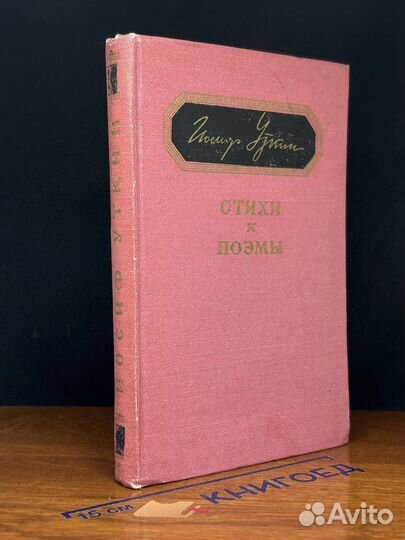 Иосиф Уткин
СТИХИ
и
ПОЭМЫ
ИОСИФ УТКИН
15 см
КНИГОЕД
Avito